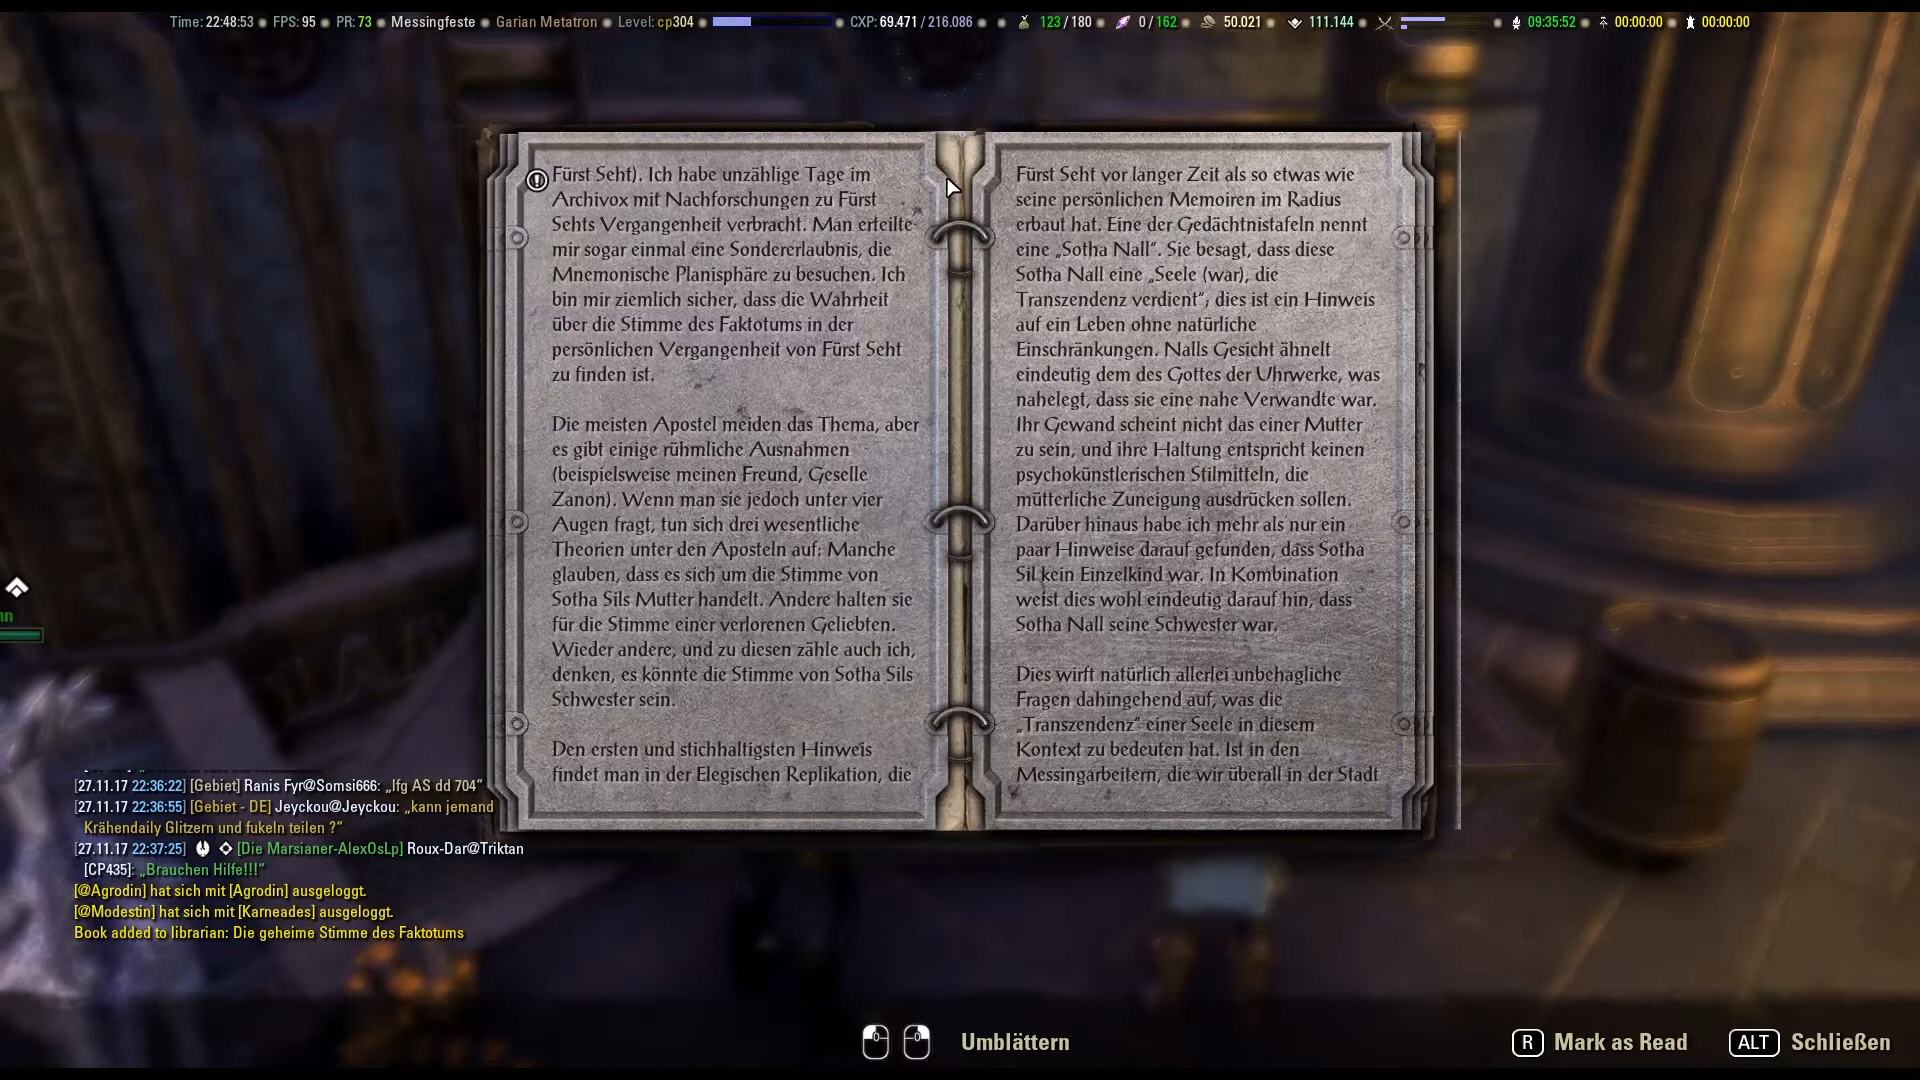 Time: 22:48:53 FPS: 95 PR: 73 Messingfeste Garian Metatron Level: cp304 CXP: 69.471 / 216.086 123 / 180 0 / 162 50.021 111.144 09:35:52 00:00:00 00:00:00
Fürst Seht). Ich habe unzählige Tage im
Archivox mit Nachforschungen zu Fürst
Sehts Vergangenheit verbracht. Man erteilte
mir sogar einmal eine Sondererlaubnis, die
Mnemonische Planisphäre zu besuchen. Ich
bin mir ziemlich sicher, dass die Wahrheit
über die Stimme des Faktotums in der
persönlichen Vergangenheit von Fürst Seht
zu finden ist.
Die meisten Apostel meiden das Thema, aber
es gibt einige rühmliche Ausnahmen
(beispielsweise meinen Freund, Geselle
Zanon). Wenn man sie jedoch unter vier
Augen fragt, tun sich drei wesentliche
Theorien unter den Aposteln auf: Manche
glauben, dass es sich um die Stimme von
Sotha Sils Mutter handelt. Andere halten sie
für die Stimme einer verlorenen Geliebten.
Wieder andere, und zu diesen zähle auch ich,
denken, es könnte die Stimme von Sotha Sils
Schwester sein.
Den ersten und stichhaltigsten Hinweis
findet man in der Elegischen Replikation, die
Fürst Seht vor langer Zeit als so etwas wie
seine persönlichen Memoiren im Radius
erbaut hat. Eine der Gedächtnistafeln nennt
eine „Sotha Nall“. Sie besagt, dass diese
Sotha Nall eine „Seele (war), die
Transzendenz verdient“; dies ist ein Hinweis
auf ein Leben ohne natürliche
Einschränkungen. Nalls Gesicht ähnelt
eindeutig dem des Gottes der Uhrwerke, was
nahelegt, dass sie eine nahe Verwandte war.
Ihr Gewand scheint nicht das einer Mutter
zu sein, und ihre Haltung entspricht keinen
psychokünstlerischen Stilmitteln, die
mütterliche Zuneigung ausdrücken sollen.
Darüber hinaus habe ich mehr als nur ein
paar Hinweise darauf gefunden, dass Sotha
Sil kein Einzelkind war. In Kombination
weist dies wohl eindeutig darauf hin, dass
Sotha Nall seine Schwester war.
Dies wirft natürlich allerlei unbehagliche
Fragen dahingehend auf, was die
„Transzendenz“ einer Seele in diesem
Kontext zu bedeuten hat. Ist in den
Messingarbeitern, die wir überall in der Stadt
nn
[27.11.17 22:36:22] [Gebiet] Ranis Fyr@Somsi666: „lfg AS dd 704“
[27.11.17 22:36:55] [Gebiet - DE] Jeyckou@Jeyckou: „kann jemand
Krähendaily Glitzern und fukeln teilen ?“
[27.11.17 22:37:25] [Die Marsianer-AlexOsLp] Roux-Dar@Triktan
[CP435]: „Brauchen Hilfe!!!“
[@Agrodin] hat sich mit [Agrodin] ausgeloggt.
[@Modestin] hat sich mit [Karneades] ausgeloggt.
Book added to librarian: Die geheime Stimme des Faktotums
Umblättern R Mark as Read ALT Schließen